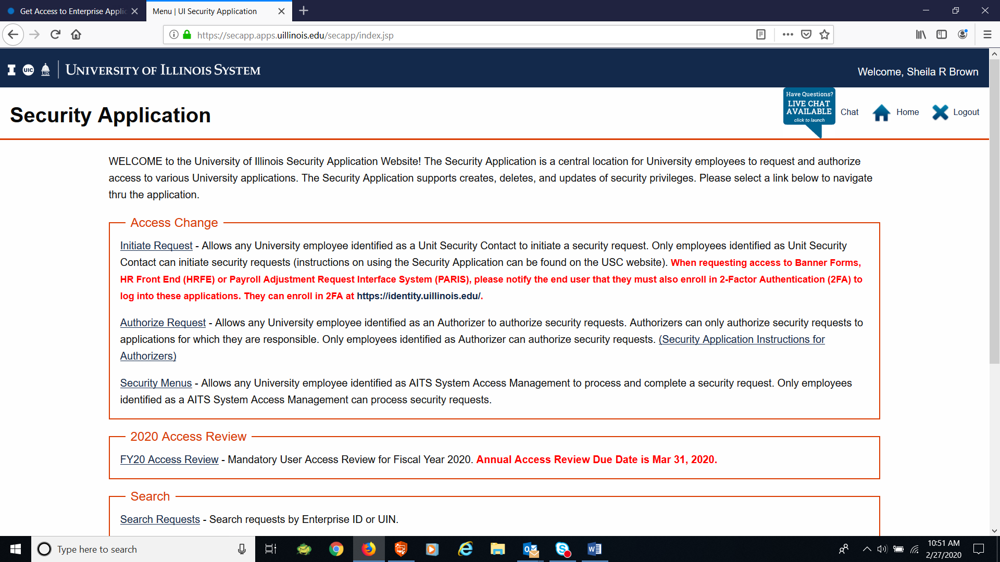 Get Access to Enterprise Applic
Menu | UI Security Application
https://secapp.apps.uillinois.edu/secapp/index.jsp
I UIC UIS UNIVERSITY OF ILLINOIS SYSTEM
Welcome, Sheila R Brown
Security Application
Have Questions?
LIVE CHAT
AVAILABLE
click to launch
Chat
Home
Logout
WELCOME to the University of Illinois Security Application Website! The Security Application is a central location for University employees to request and authorize
access to various University applications. The Security Application supports creates, deletes, and updates of security privileges. Please select a link below to navigate
thru the application.
Access Change
Initiate Request - Allows any University employee identified as a Unit Security Contact to initiate a security request. Only employees identified as Unit Security
Contact can initiate security requests (instructions on using the Security Application can be found on the USC website). When requesting access to Banner Forms,
HR Front End (HRFE) or Payroll Adjustment Request Interface System (PARIS), please notify the end user that they must also enroll in 2-Factor Authentication (2FA) to
log into these applications. They can enroll in 2FA at https://identity.uillinois.edu/.
Authorize Request - Allows any University employee identified as an Authorizer to authorize security requests. Authorizers can only authorize security requests to
applications for which they are responsible. Only employees identified as Authorizer can authorize security requests. (Security Application Instructions for
Authorizers)
Security Menus - Allows any University employee identified as AITS System Access Management to process and complete a security request. Only employees
identified as a AITS System Access Management can process security requests.
2020 Access Review
FY20 Access Review - Mandatory User Access Review for Fiscal Year 2020. Annual Access Review Due Date is Mar 31, 2020.
Search
Search Requests - Search requests by Enterprise ID or UIN.
Type here to search
10:51 AM
2/27/2020